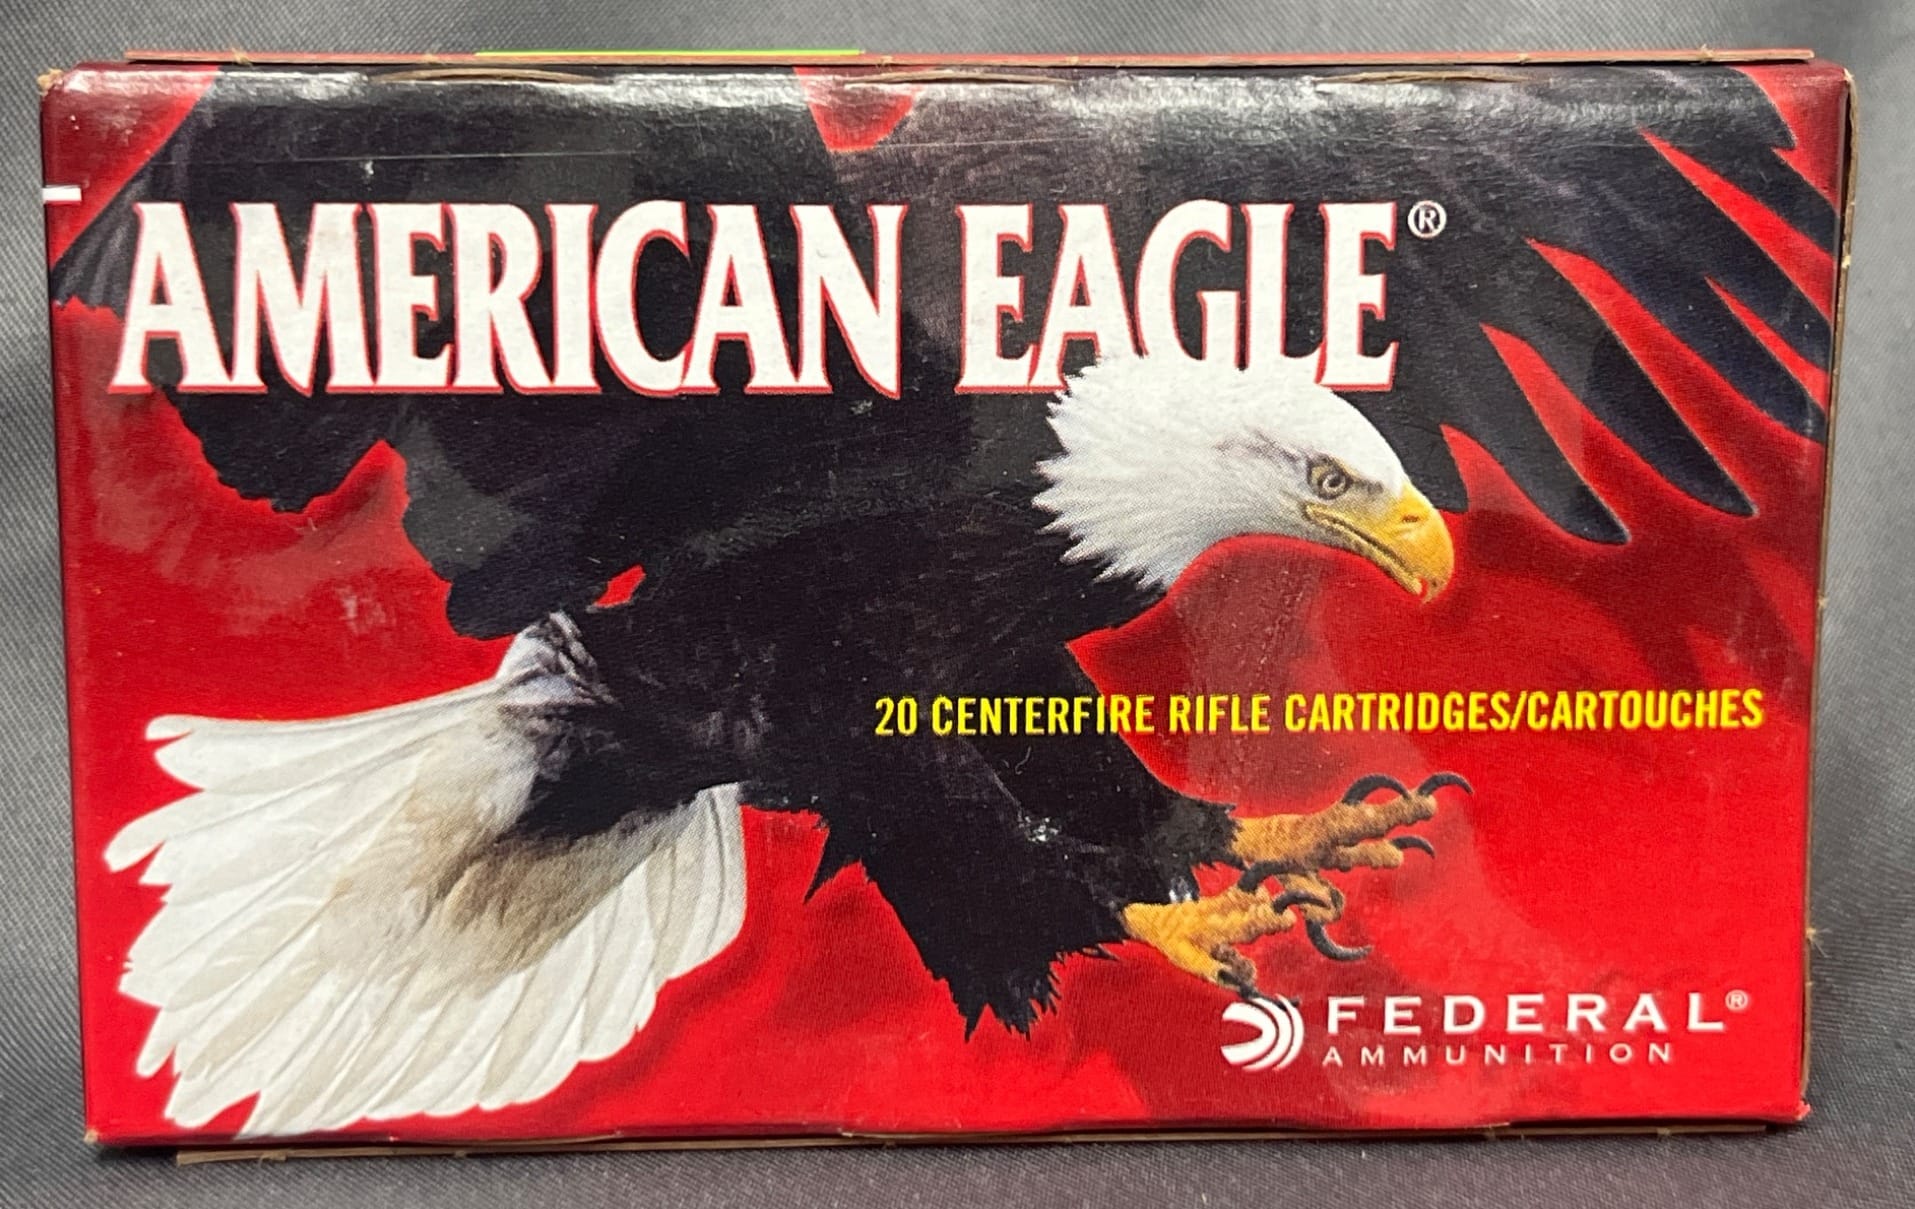 AMERICAN EAGLE®
20 CENTERFIRE RIFLE CARTRIDGES/CARTOUCHES
FEDERAL®
AMMUNITION